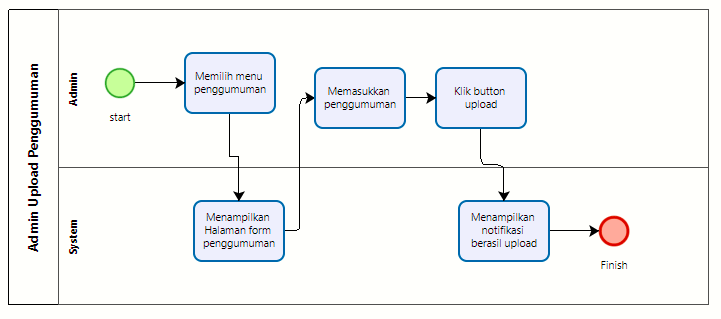 Admin Upload Penggumuman
Admin
start
Memilih menu
penggumuman
Memasukkan
penggumuman
Klik button
upload
System
Menampilkan
Halaman form
penggumuman
Menampilkan
notifikasi
berasil upload
Finish